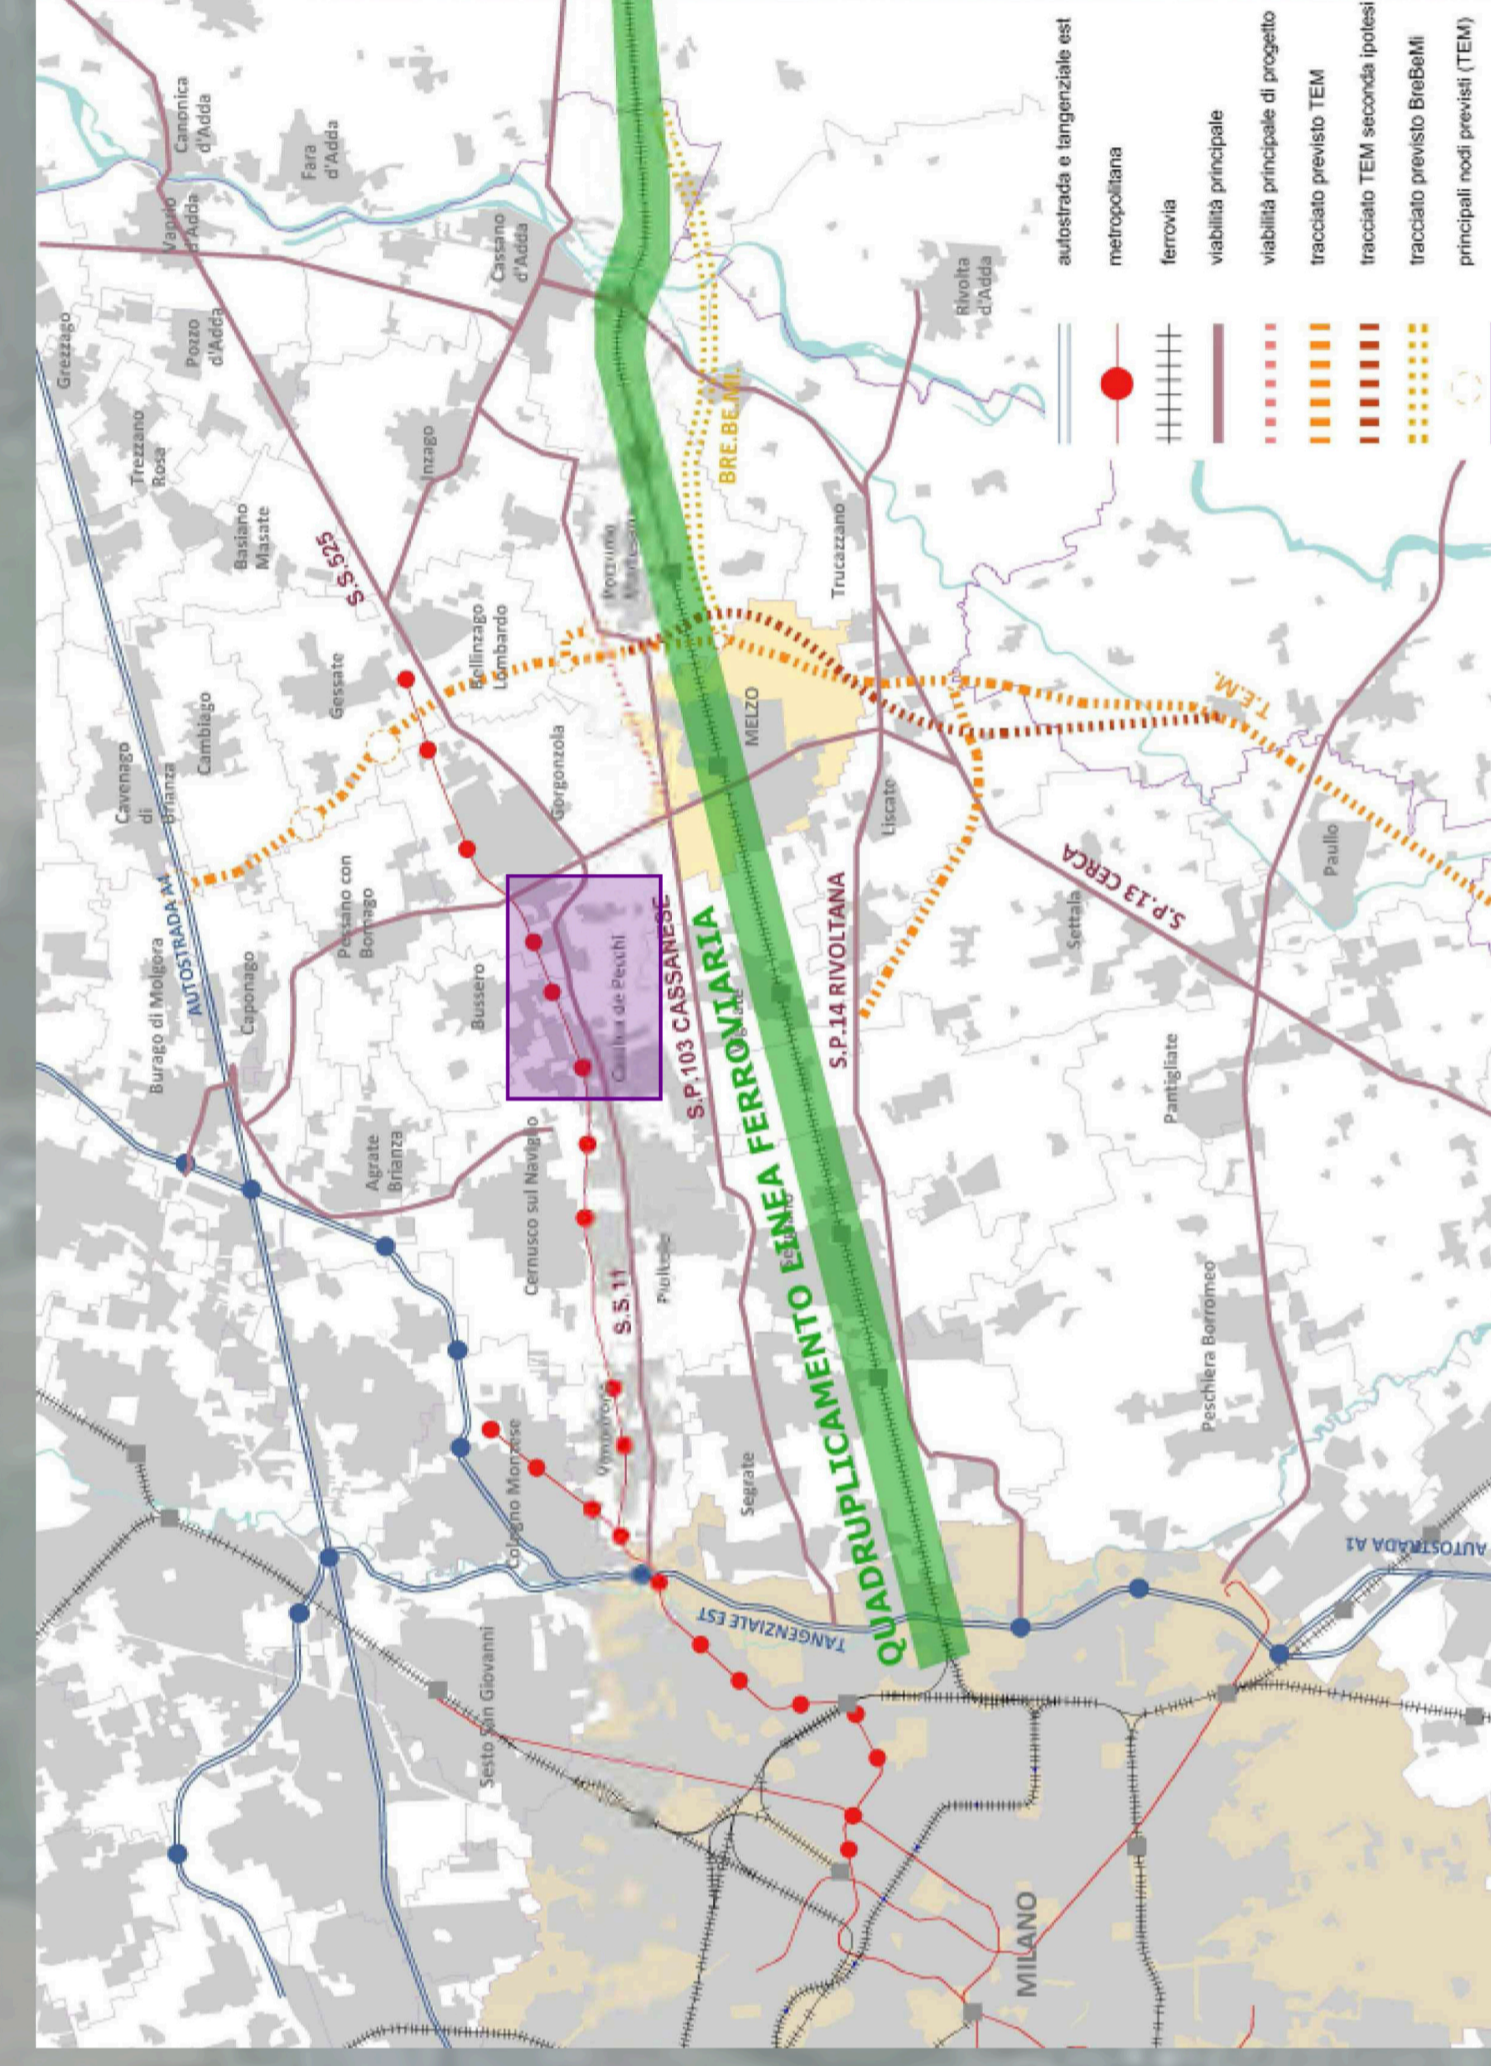 Grezzago
Cavenago
di
Brianza
Trezzano
Rosa
Burago di Molgora
AUTOSTRADA A4
Cambiago
Pozzo
d'Adda
Vaprio
d'Adda
Canonica
d'Adda
Caponago
Basiano
Masate
Fara
d'Adda
Gessate
S.S.525
Pessano con
Bornago
Agrate
Brianza
Inzago
Bussero
Bellinzago
Lombardo
Cassano
d'Adda
Sesto San Giovanni
Cologno Monzese
Cernusco sul Naviglio
Gorgonzola
Cassina de Pecchi
S.S.11
Pioltello
S.P.103 CASSANESE
TANGENZIALE EST
Segrate
MELZO
BRE.BE.MI.
QUADRUPLICAMENTO LINEA FERROVIARIA
S.P.14 RIVOLTANA
Trucazzano
Liscate
Rivolta
d'Adda
MILANO
Settala
S.P.13 CERCA
Pantigliate
Peschiera Borromeo
T.E.M.
Paullo
AUTOSTRADA A1
autostrada e tangenziale est
metropolitana
ferrovia
viabilità principale
viabilità principale di progetto
tracciato previsto TEM
tracciato TEM seconda ipotesi
tracciato previsto BreBeMi
principali nodi previsti (TEM)